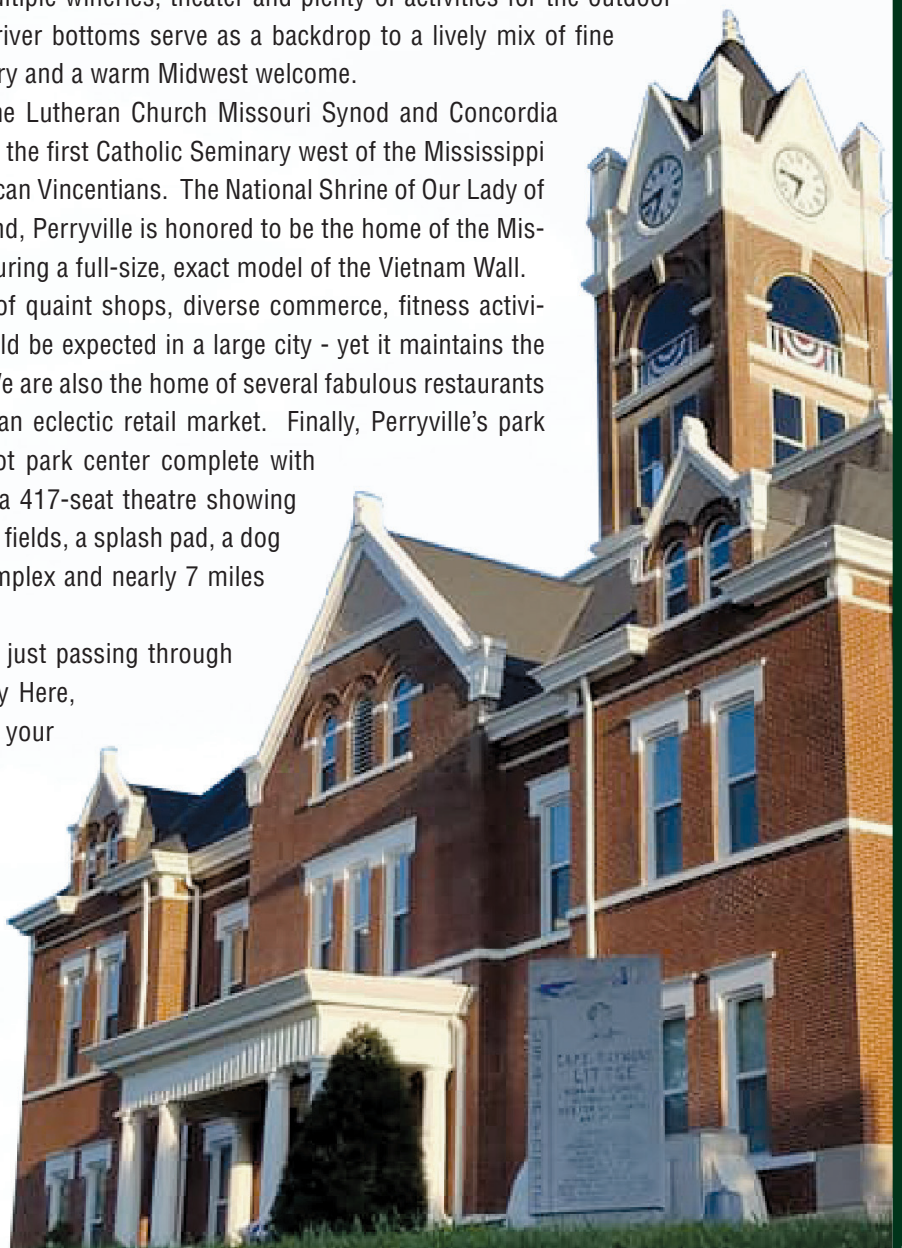 ultiple wineries, theater and plenty of activities for the outdoor
river bottoms serve as a backdrop to a lively mix of fine
ry and a warm Midwest welcome.
he Lutheran Church Missouri Synod and Concordia
the first Catholic Seminary west of the Mississippi
can Vincentians. The National Shrine of Our Lady of
nd, Perryville is honored to be the home of the Mis-
uring a full-size, exact model of the Vietnam Wall.
of quaint shops, diverse commerce, fitness activi-
ld be expected in a large city - yet it maintains the
We are also the home of several fabulous restaurants
an eclectic retail market. Finally, Perryville's park
ot park center complete with
a 417-seat theatre showing
fields, a splash pad, a dog
mplex and nearly 7 miles
just passing through
y Here,
your
CAPT.
LITTGE